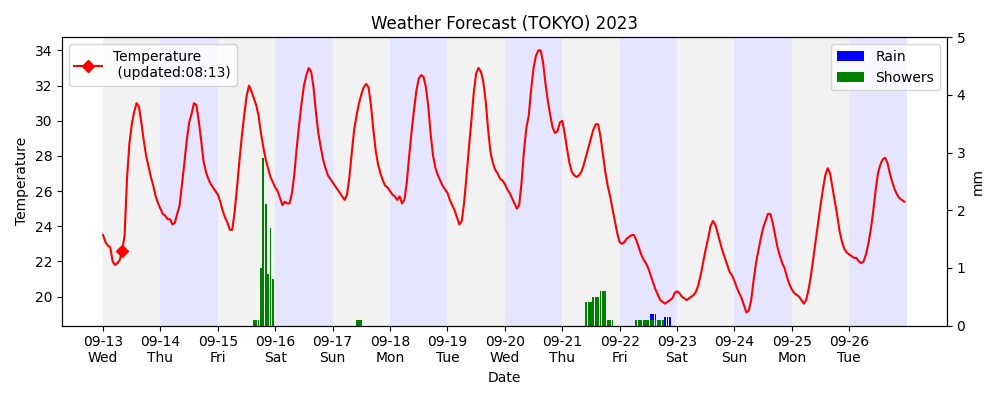 Weather Forecast (TOKYO) 2023
Temperature
(updated:08:13)
Rain
Showers
Temperature
34
32
30
28
26
24
22
20
5
4
3
2
1
0
mm
09-13 09-14 09-15 09-16 09-17 09-18 09-19 09-20 09-21 09-22 09-23 09-24 09-25 09-26
Wed Thu Fri Sat Sun Mon Tue Wed Thu Fri Sat Sun Mon Tue
Date